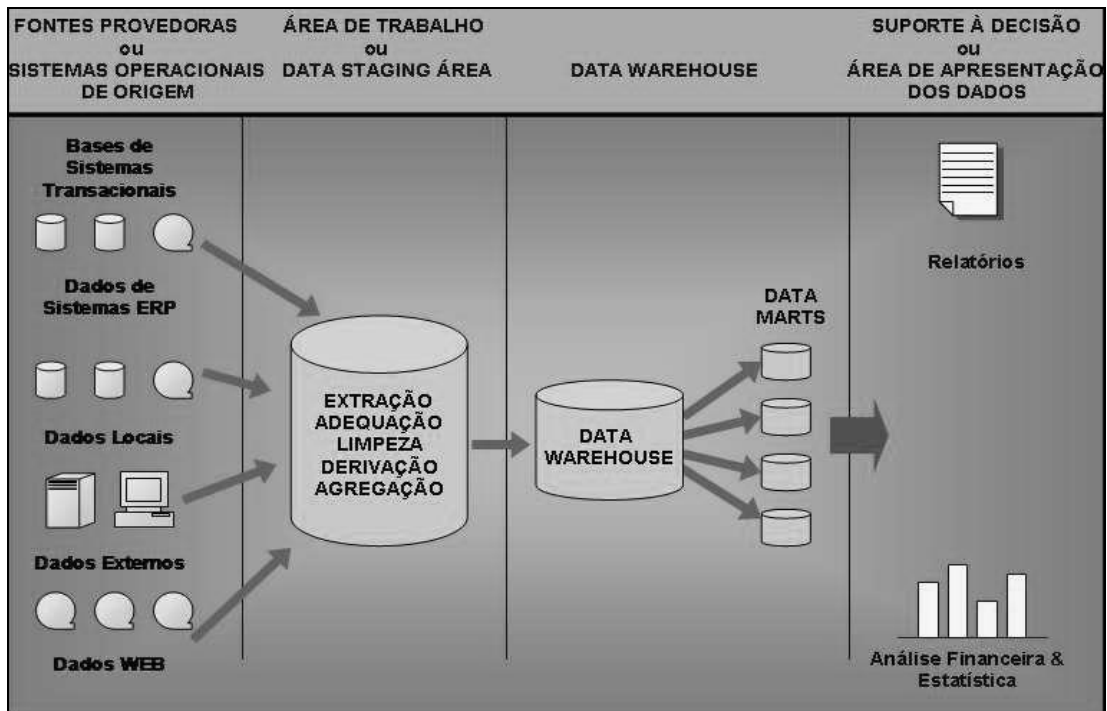 FONTES PROVEDORAS
ou
SISTEMAS OPERACIONAIS
DE ORIGEM
ÁREA DE TRABALHO
ou
DATA STAGING ÁREA
DATA WAREHOUSE
SUPORTE À DECISÃO
ou
ÁREA DE APRESENTAÇÃO
DOS DADOS
Bases de
Sistemas
Transacionais
Dados de
Sistemas ERP
Dados Locais
Dados Externos
Dados WEB
EXTRAÇÃO
ADEQUAÇÃO
LIMPEZA
DERIVAÇÃO
AGREGAÇÃO
DATA
WAREHOUSE
DATA
MARTS
Relatórios
Análise Financeira &
Estatística